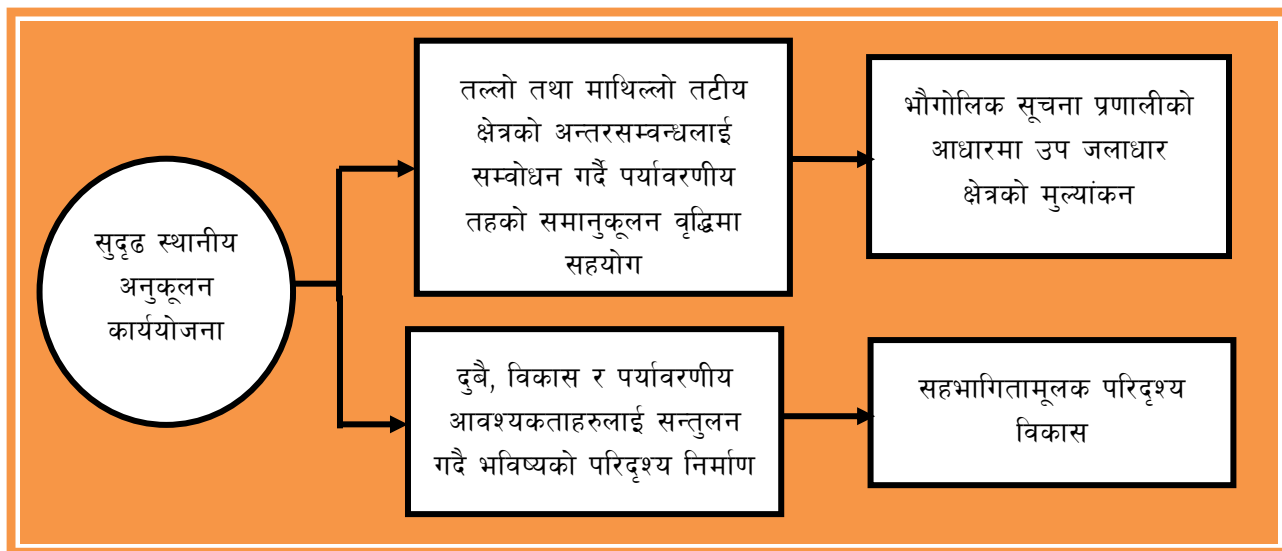 सुदृढ स्थानीय
अनुकूलन
कार्ययोजना
तल्लो तथा माथिल्लो तटीय
क्षेत्रको अन्तरसम्वन्धलाई
सम्वोधन गर्दै पर्यावरणीय
तहको समानुकूलन वृद्धिमा
सहयोग
भौगोलिक सूचना प्रणालीको
आधारमा उप जलाधार
क्षेत्रको मुल्यांकन
दुबै, विकास र पर्यावरणीय
आवश्यकताहरुलाई सन्तुलन
गदै भविष्यको परिदृश्य निर्माण
सहभागितामूलक परिदृश्य
विकास